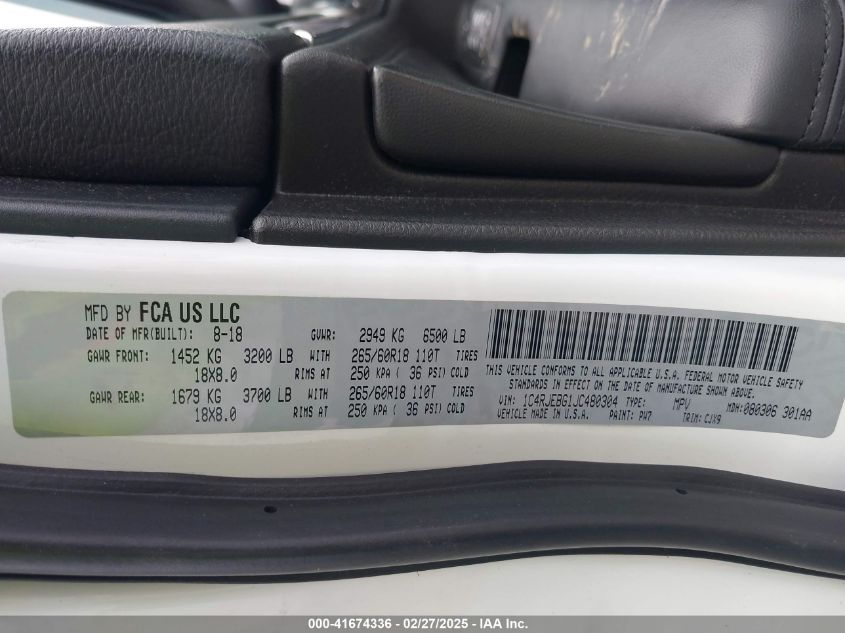 MFD BY FCA US LLC
DATE OF MFR(BUILT): 8-18 GVWR: 2949 KG 6500 LB
GAWR FRONT: 1452 KG 3200 LB WITH 265/60R18 110T TIRES
18X8.0 RIMS AT 250 KPA ( 36 PSI) COLD
GAWR REAR: 1679 KG 3700 LB WITH 265/60R18 110T TIRES
18X8.0 RIMS AT 250 KPA ( 36 PSI) COLD
THIS VEHICLE CONFORMS TO ALL APPLICABLE U.S.A. FEDERAL MOTOR VEHICLE SAFETY
STANDARDS IN EFFECT ON THE DATE OF MANUFACTURE SHOWN ABOVE.
VIN: 1C4RJEBG1JC480304 TYPE: MPV MDH: 080306 301AA
VEHICLE MADE IN U.S.A. PAINT: PW7 TRIM: CJX9
000-41674336 - 02/27/2025 - IAA Inc.